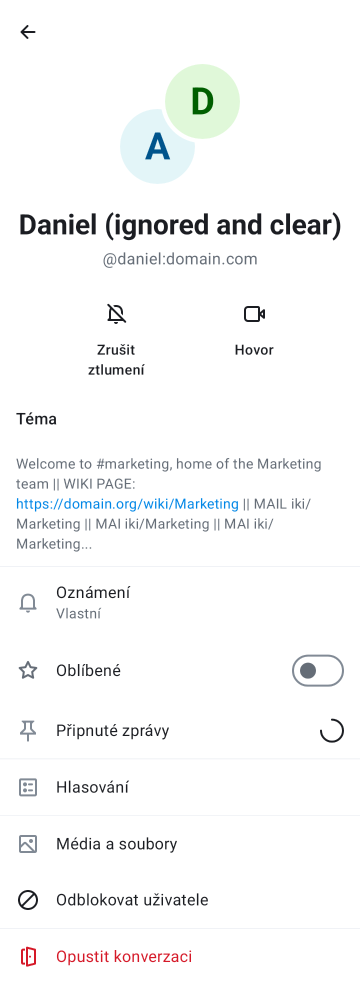 D
A
Daniel (ignored and clear)
@daniel:domain.com
Zrušit
ztlumení
Hovor
Téma
Welcome to #marketing, home of the Marketing
team || WIKI PAGE:
https://domain.org/wiki/Marketing || MAIL iki/
Marketing || MAI iki/Marketing || MAI iki/
Marketing...
Oznámení
Vlastní
Oblíbené
Připnuté zprávy
Hlasování
Média a soubory
Odblokovat uživatele
Opustit konverzaci